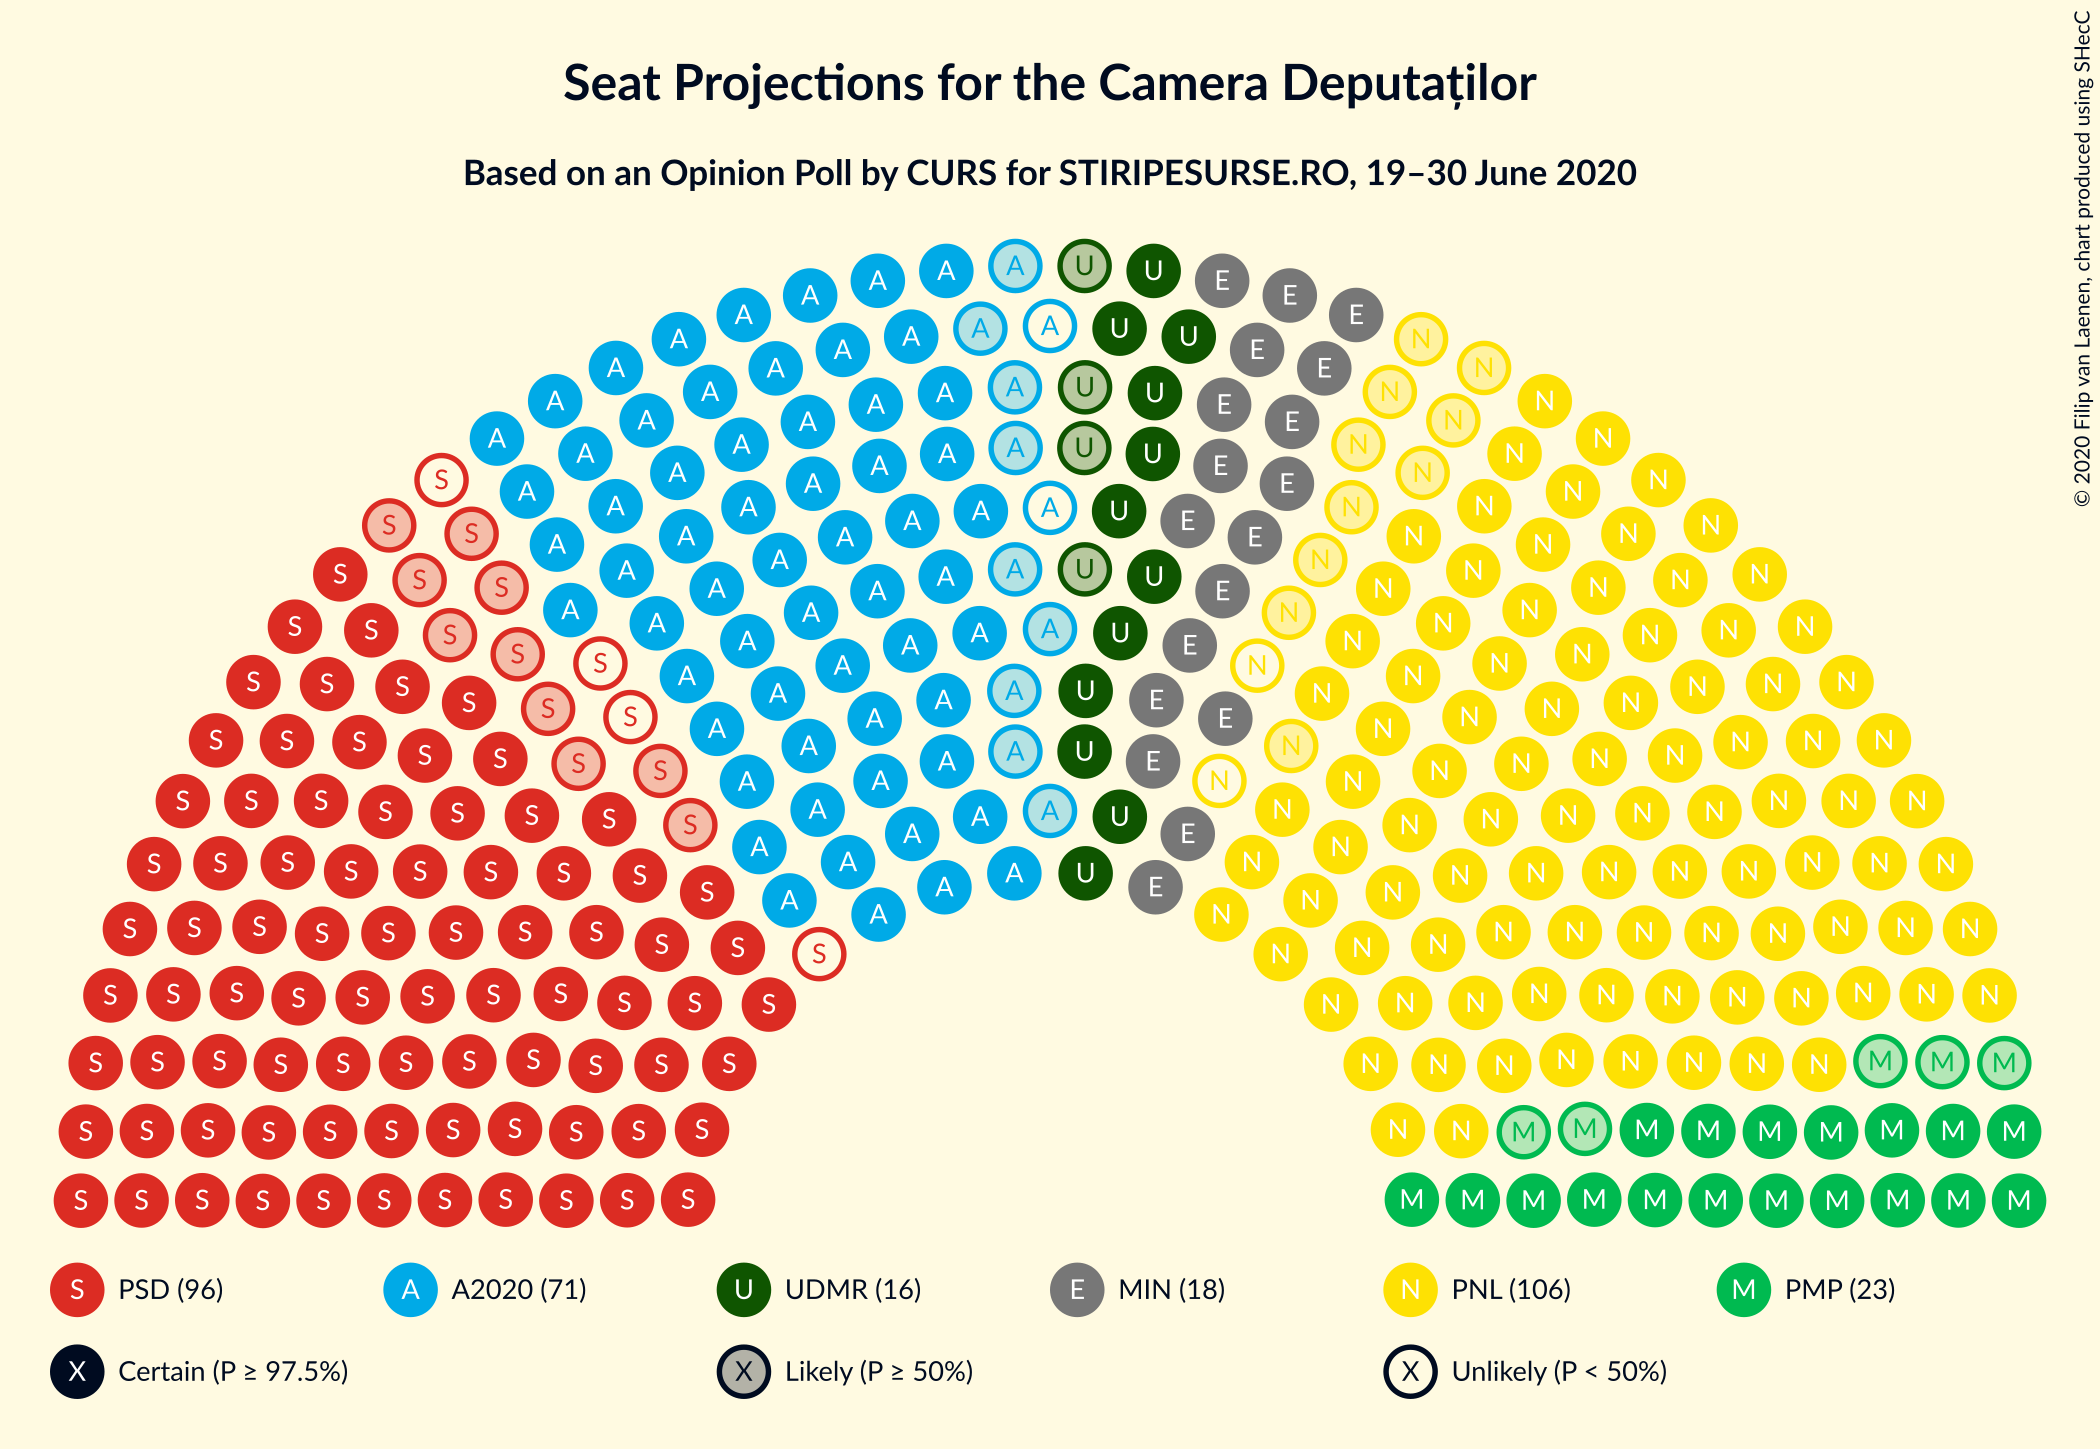 Seat Projections for the Camera Deputaților
Based on an Opinion Poll by CURS for STIRIPESURSE.RO, 19–30 June 2020
© 2020 Filip van Laenen, chart produced using SHecC
S PSD (96)
A A2020 (71)
U UDMR (16)
E MIN (18)
N PNL (106)
M PMP (23)
X Certain (P ≥ 97.5%)
X Likely (P ≥ 50%)
X Unlikely (P < 50%)